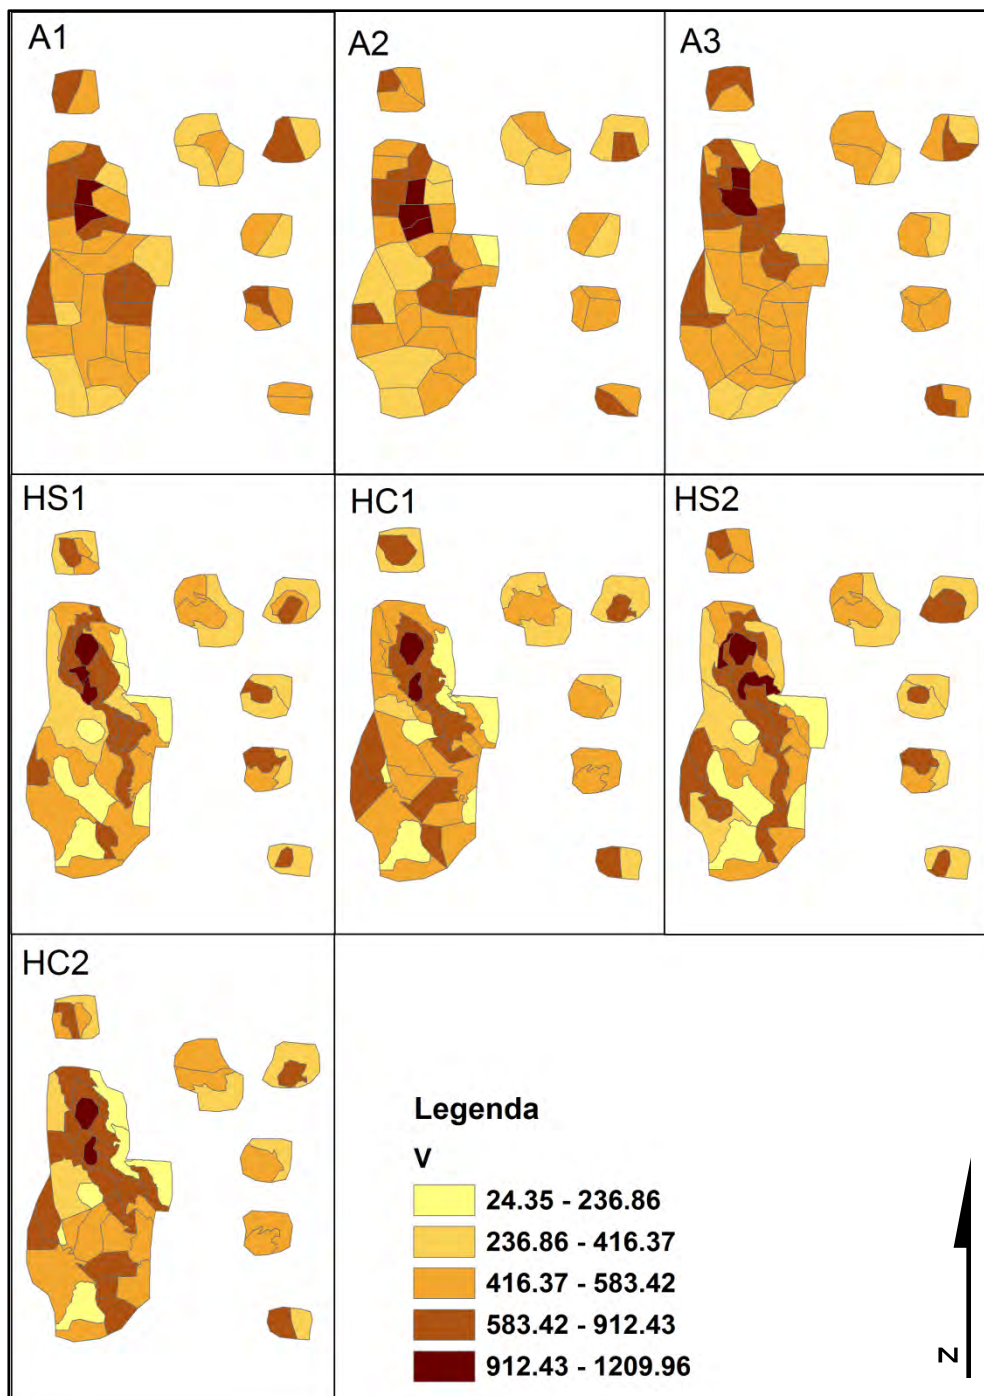 A1
A2
A3
HS1
HC1
HS2
HC2
Legenda
V
24.35 - 236.86
236.86 - 416.37
416.37 - 583.42
583.42 - 912.43
912.43 - 1209.96
N